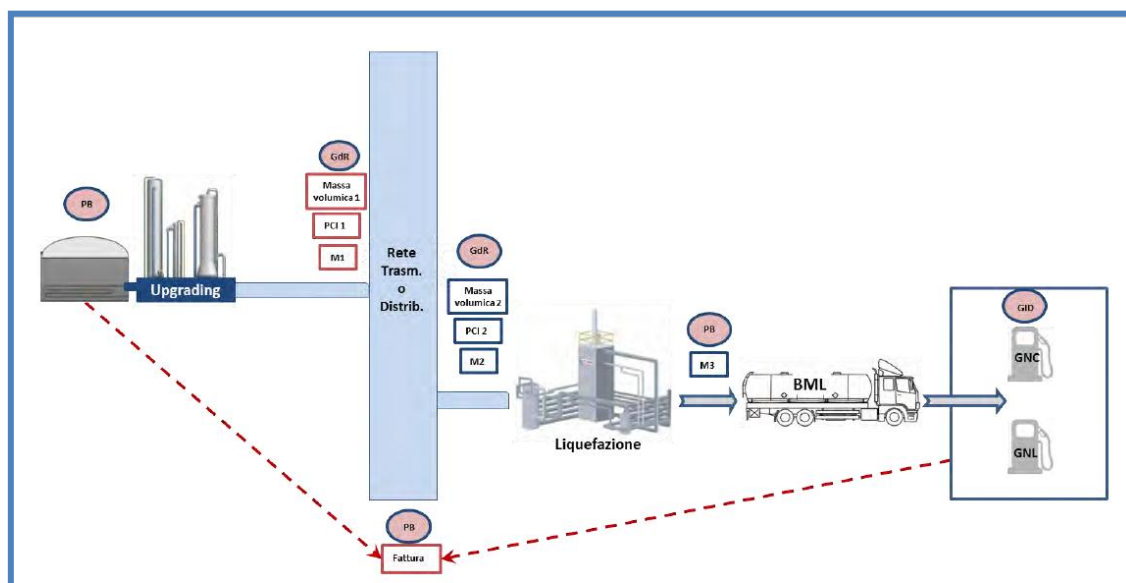 GdR
Massa
volumica 1
PCI 1
M1
PB
Upgrading
Rete
Trasm.
o
Distrib.
GdR
Massa
volumica 2
PCI 2
M2
Liquefazione
PB
M3
BML
GID
GNC
GNL
PB
Fattura